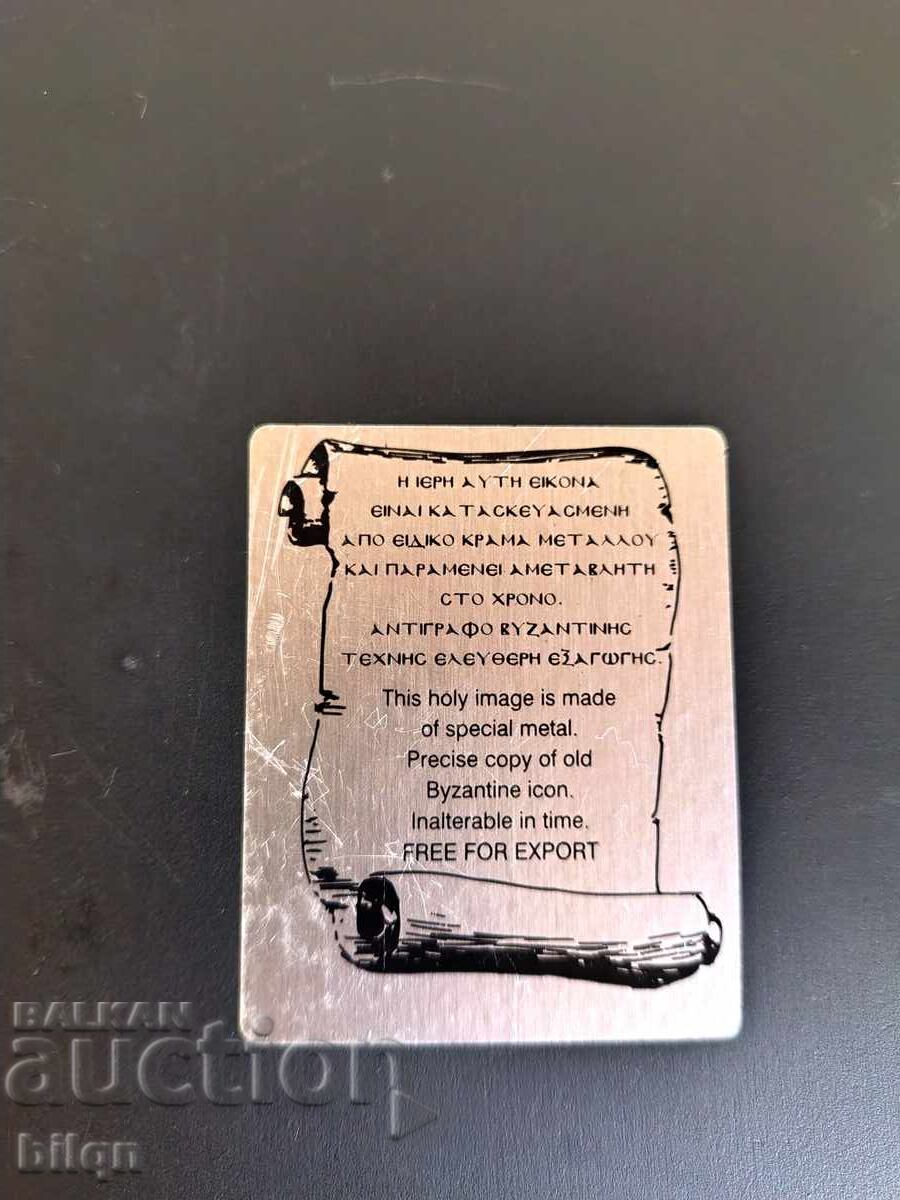 Η ΙΕΡΗ ΑΥΤΗ ΕΙΚΟΝΑ
ΕΙΝΑΙ ΚΑΤΑϹΚΕΥΑϹΜΕΝΗ
ΑΠΟ ΕΙΔΙΚΟ ΚΡΑΜΑ ΜΕΤΑΛΛΟΥ
ΚΑΙ ΠΑΡΑΜΕΝΕΙ ΑΜΕΤΑΒΛΗΤΗ
ϹΤΟ ΧΡΟΝΟ.
ΑΝΤΙΓΡΑΦΟ ΒΥΖΑΝΤΙΝΗϹ
ΤΕΧΝΗϹ ΕΛΕΥΘΕΡΗ ΕΞΑΓΩΓΗϹ.
This holy image is made
of special metal.
Precise copy of old
Byzantine icon.
Inalterable in time.
FREE FOR EXPORT
BALKAN
auction
bilqn